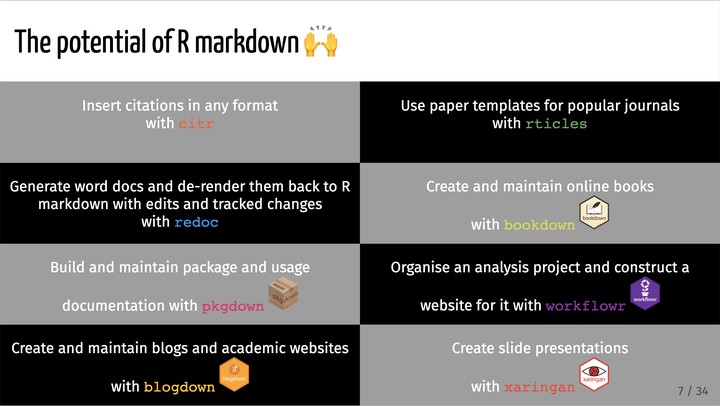 The potential of R markdown 🙌
Insert citations in any format
with citr
Use paper templates for popular journals
with rticles
Generate word docs and de-render them back to R
markdown with edits and tracked changes
with redoc
Create and maintain online books
with bookdown
bookdown
Build and maintain package and usage
documentation with pkgdown
pkgdown
Organise an analysis project and construct a
website for it with workflowr
workflowr
Create and maintain blogs and academic websites
with blogdown
blogdown
Create slide presentations
with xaringan
xaringan
7 / 34